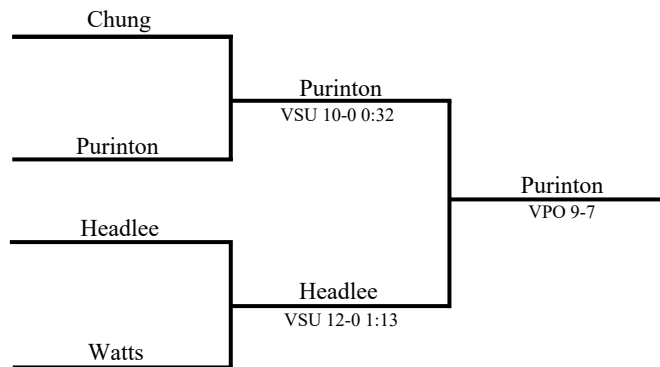 Chung
Purinton
VSU 10-0 0:32
Purinton
Purinton
VPO 9-7
Headlee
Headlee
VSU 12-0 1:13
Watts